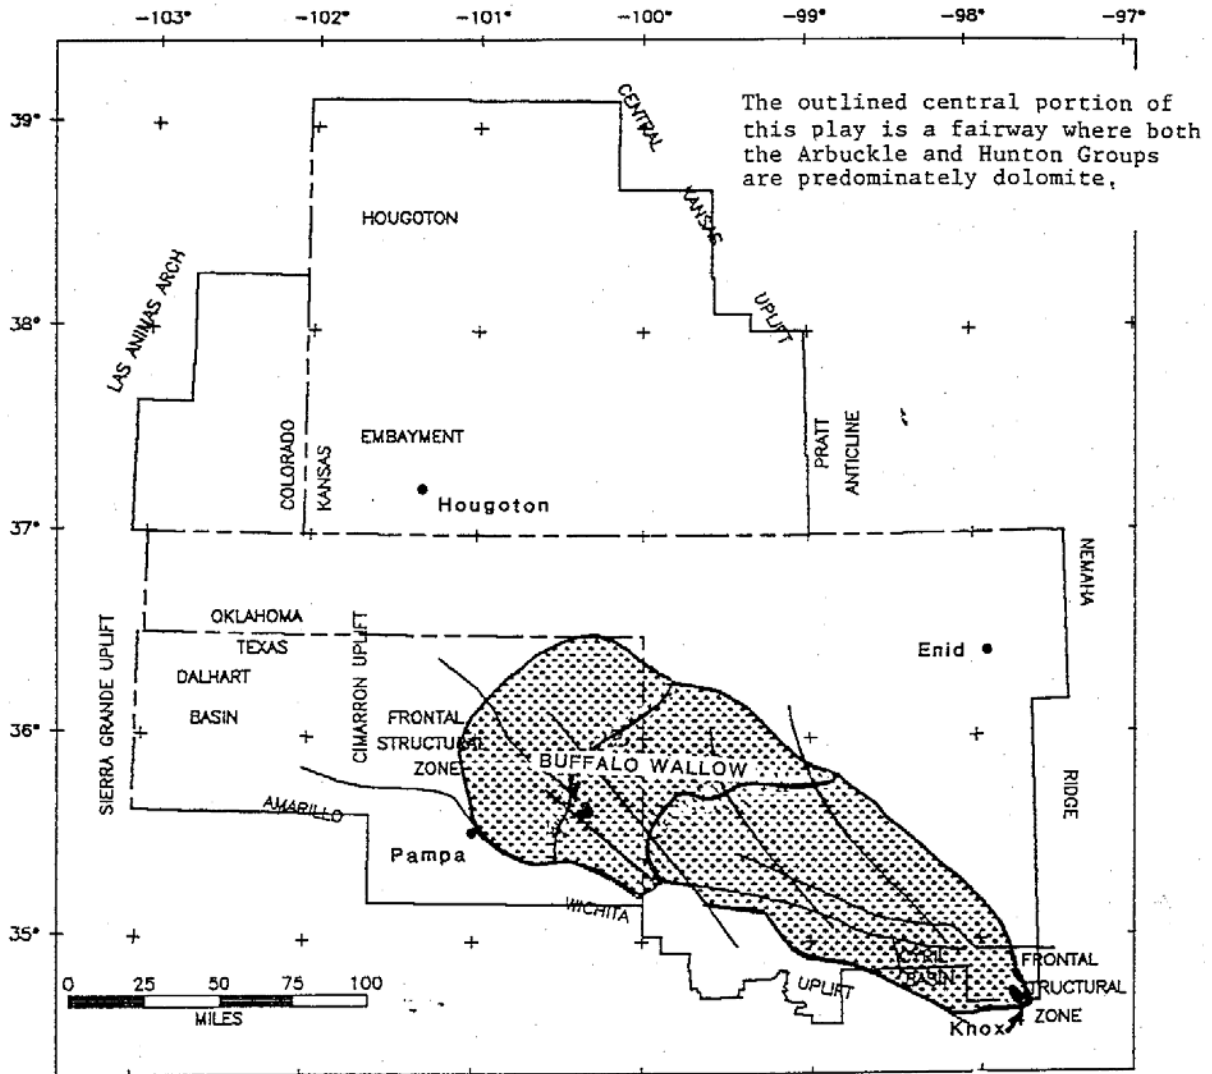 -103° -102° -101° -100° -99° -98° -97°
39°
38°
37°
36°
35°
The outlined central portion of
this play is a fairway where both
the Arbuckle and Hunton Groups
are predominately dolomite.
CENTRAL
KANSAS
UPLIFT
HOUGOTON
EMBAYMENT
LAS ANIMAS ARCH
COLORADO
KANSAS
PRATT
ANTICLINE
Hougoton
NEMAHA
RIDGE
OKLAHOMA
TEXAS
SIERRA GRANDE UPLIFT
DALHART
BASIN
CIMARRON UPLIFT
Enid
FRONTAL
STRUCTURAL
ZONE
BUFFALO WALLOW
AMARILLO
Pampa
WICHITA
UPLIFT
CYRIL
BASIN
FRONTAL
STRUCTURAL
ZONE
Knox
0 25 50 75 100
MILES